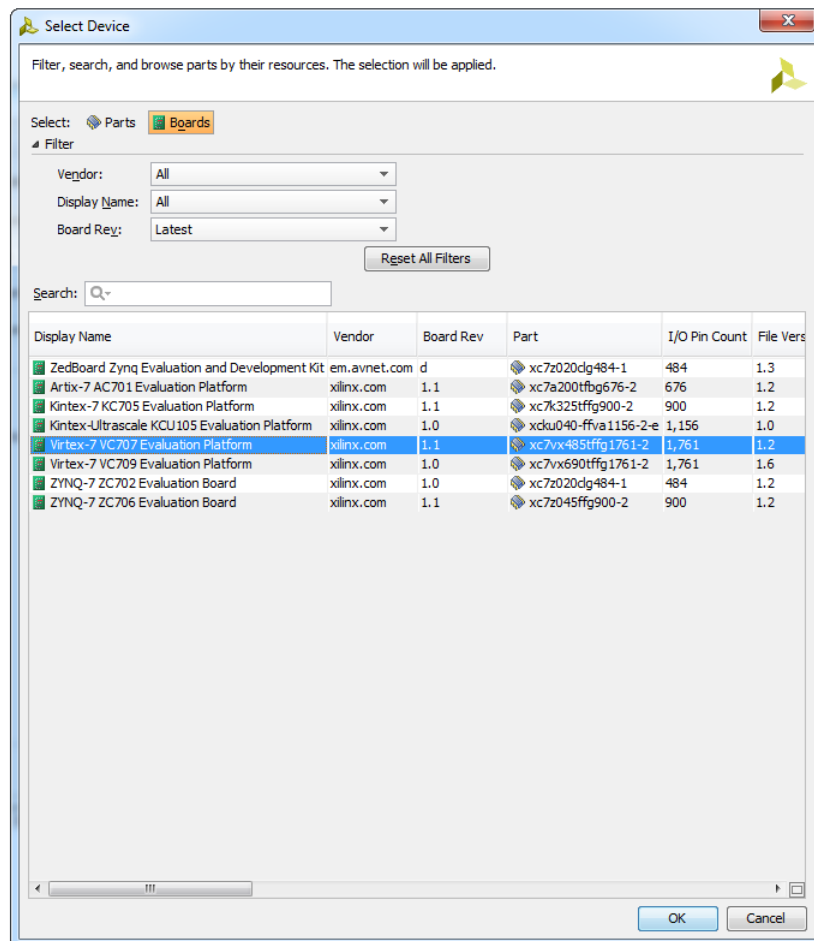 Select Device
Filter, search, and browse parts by their resources. The selection will be applied.
Select: Parts Boards
Filter
Vendor: All
Display Name: All
Board Rev: Latest
Reset All Filters
Search:
Display Name Vendor Board Rev Part I/O Pin Count File Vers
ZedBoard Zynq Evaluation and Development Kit em.avnet.com d xc7z020clg484-1 484 1.3
Artix-7 AC701 Evaluation Platform xilinx.com 1.1 xc7a200tfbg676-2 676 1.2
Kintex-7 KC705 Evaluation Platform xilinx.com 1.1 xc7k325tffg900-2 900 1.2
Kintex-Ultrascale KCU105 Evaluation Platform xilinx.com 1.0 xcku040-ffva1156-2-e 1,156 1.0
Virtex-7 VC707 Evaluation Platform xilinx.com 1.1 xc7vx485tffg1761-2 1,761 1.2
Virtex-7 VC709 Evaluation Platform xilinx.com 1.0 xc7vx690tffg1761-2 1,761 1.6
ZYNQ-7 ZC702 Evaluation Board xilinx.com 1.0 xc7z020clg484-1 484 1.2
ZYNQ-7 ZC706 Evaluation Board xilinx.com 1.1 xc7z045ffg900-2 900 1.2
OK Cancel